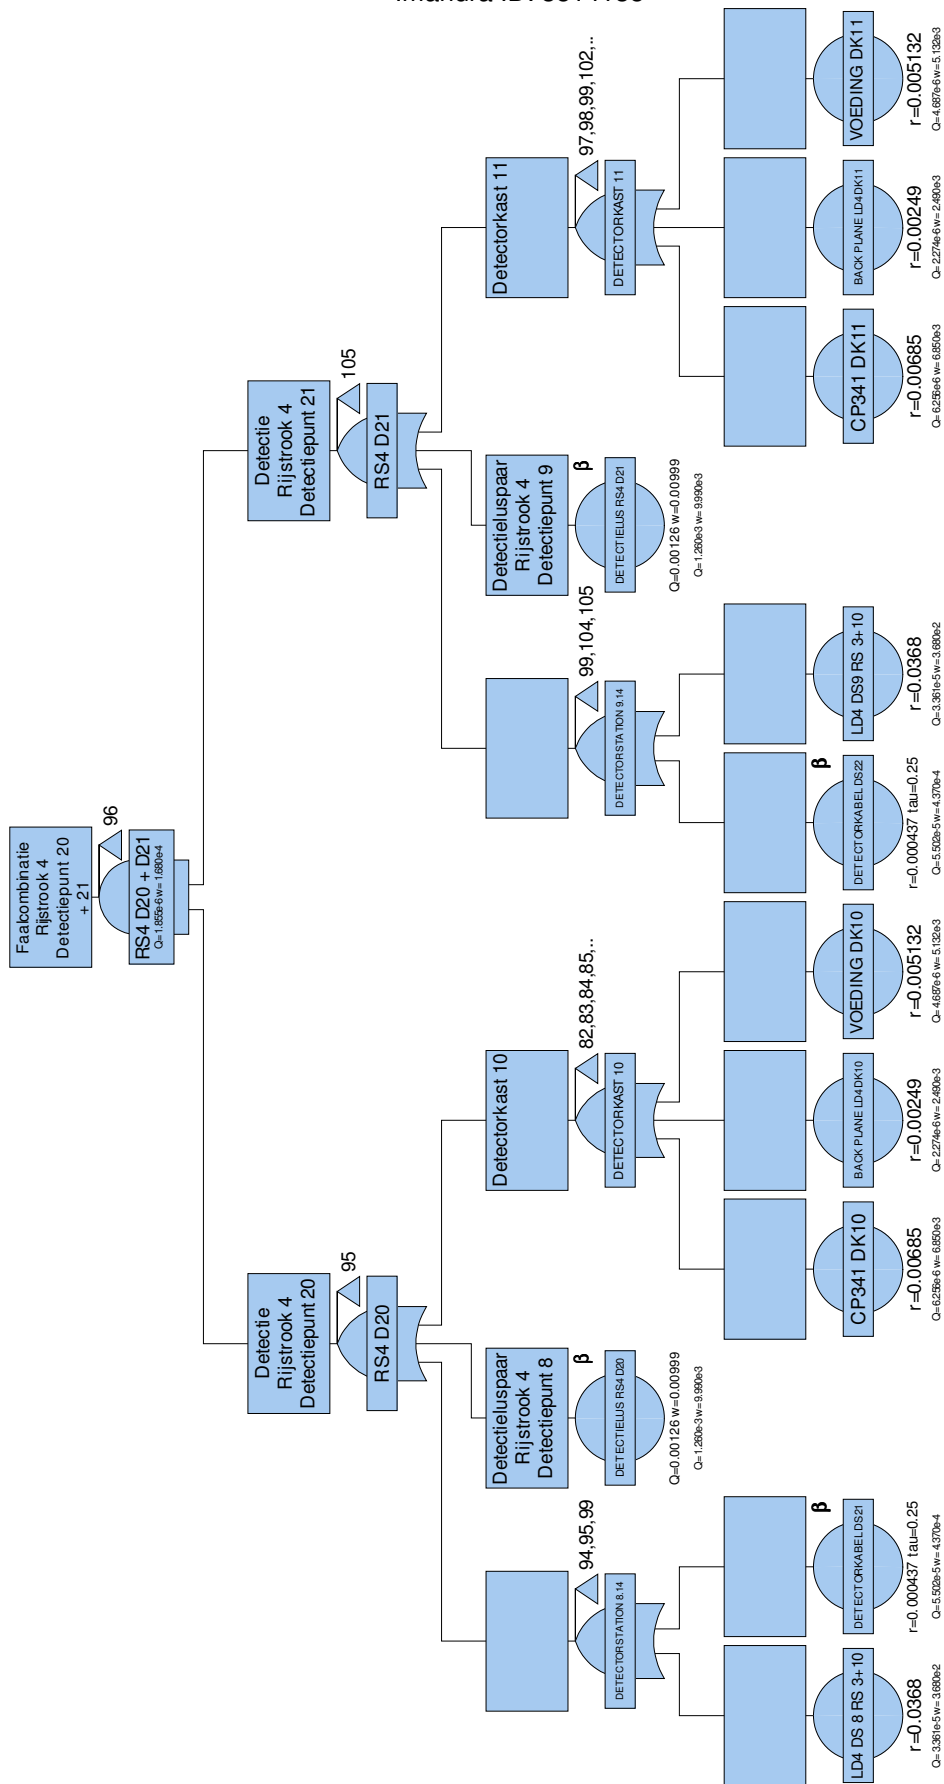 Faalcombinatie
Rijstrook 4
Detectiepunt 20
+ 21
96
RS4 D20 + D21
Q=1.855e-6 w= 1.680e-4
Detectie
Rijstrook 4
Detectiepunt 20
95
RS4 D20
Detectie
Rijstrook 4
Detectiepunt 21
105
RS4 D21
94,95,99
DETECTORSTATION 8.14
Detectieluspaar
Rijstrook 4
Detectiepunt 8
β
DETECTIELUS RS4 D20
Q=0.00126 w=0.00999
Q=1.260e-3 w=9.990e-3
Detectorkast 10
82,83,84,85,..
DETECTORKAST 10
99,104,105
DETECTORSTATION 9.14
Detectieluspaar
Rijstrook 4
Detectiepunt 9
β
DETECTIELUS RS4 D21
Q=0.00126 w=0.00999
Q=1.260e-3 w= 9.990e-3
Detectorkast 11
97,98,99,102,..
DETECTORKAST 11
LD4 DS 8 RS 3+10
r=0.0368
Q=3.361e-5 w= 3.680e-2
β
DETECTORKABEL DS21
r=0.000437 tau=0.25
Q=5.502e-5 w= 4.370e-4
CP341 DK10
r=0.00685
Q=6.256e-6 w= 6.850e-3
BACK PLANE LD4 DK10
r=0.00249
Q=2.274e-6 w= 2.490e-3
VOEDING DK10
r=0.005132
Q=4.687e-6 w= 5.132e-3
β
DETECTORKABEL DS22
r=0.000437 tau=0.25
Q=5.502e-5 w= 4.370e-4
LD4 DS9 RS 3+10
r=0.0368
Q=3.361e-5 w= 3.680e-2
CP341 DK11
r=0.00685
Q=6.256e-6 w= 6.850e-3
BACK PLANE LD4 DK11
r=0.00249
Q=2.274e-6 w= 2.490e-3
VOEDING DK11
r=0.005132
Q=4.687e-6 w= 5.132e-3